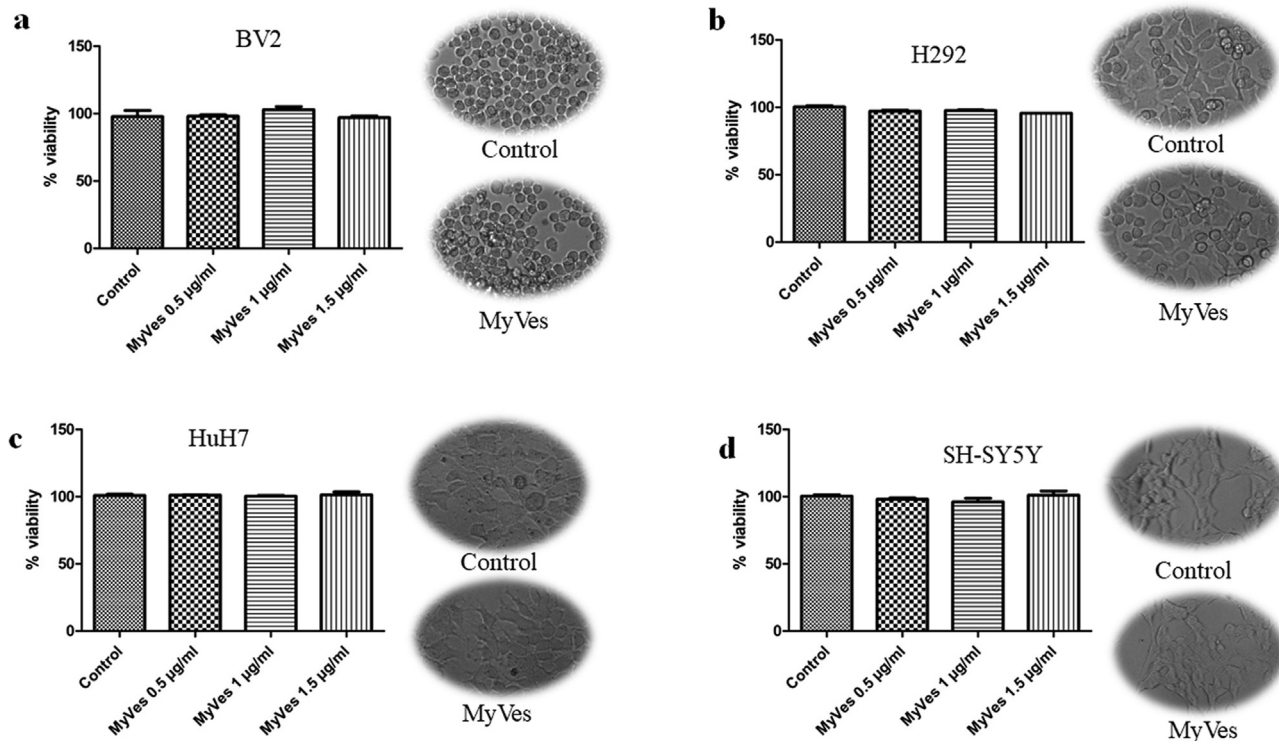 a
BV2
150
100
50
0
% viability
Control
MyVes 0.5 µg/ml
MyVes 1 µg/ml
MyVes 1.5 µg/ml
Control
MyVes
b
H292
150
100
50
0
% viability
Control
MyVes 0.5 µg/ml
MyVes 1 µg/ml
MyVes 1.5 µg/ml
Control
MyVes
c
HuH7
150
100
50
0
% viability
Control
MyVes 0.5 µg/ml
MyVes 1 µg/ml
MyVes 1.5 µg/ml
Control
MyVes
d
SH-SY5Y
150
100
50
0
% viability
Control
MyVes 0.5 µg/ml
MyVes 1 µg/ml
MyVes 1.5 µg/ml
Control
MyVes